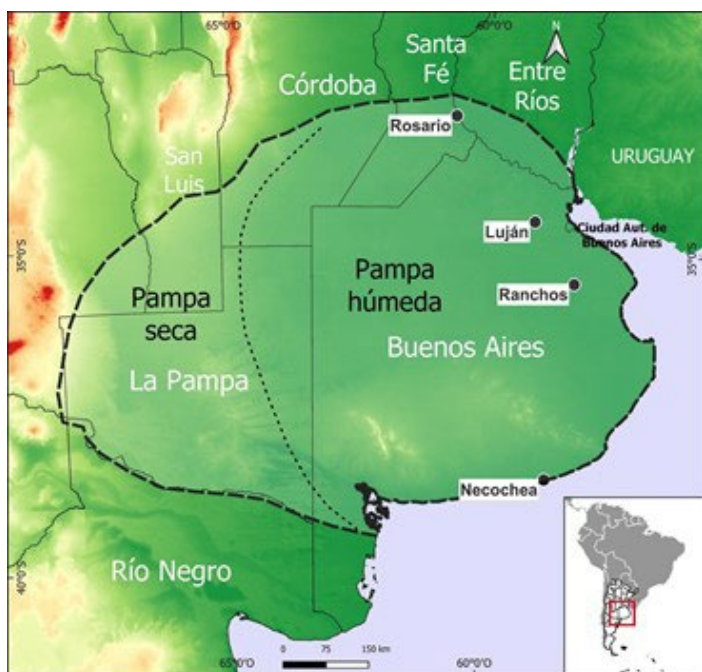 65°0'O
60°0'O
N
Santa
Fé
Entre
Ríos
Córdoba
Rosario
San
Luis
URUGUAY
Luján
Ciudad Aut. de
Buenos Aires
35°0'S
35°0'S
Pampa
húmeda
Ranchos
Pampa
seca
Buenos Aires
La Pampa
Necochea
Río Negro
40°0'S
0
75
150 km
65°0'O
60°0'O